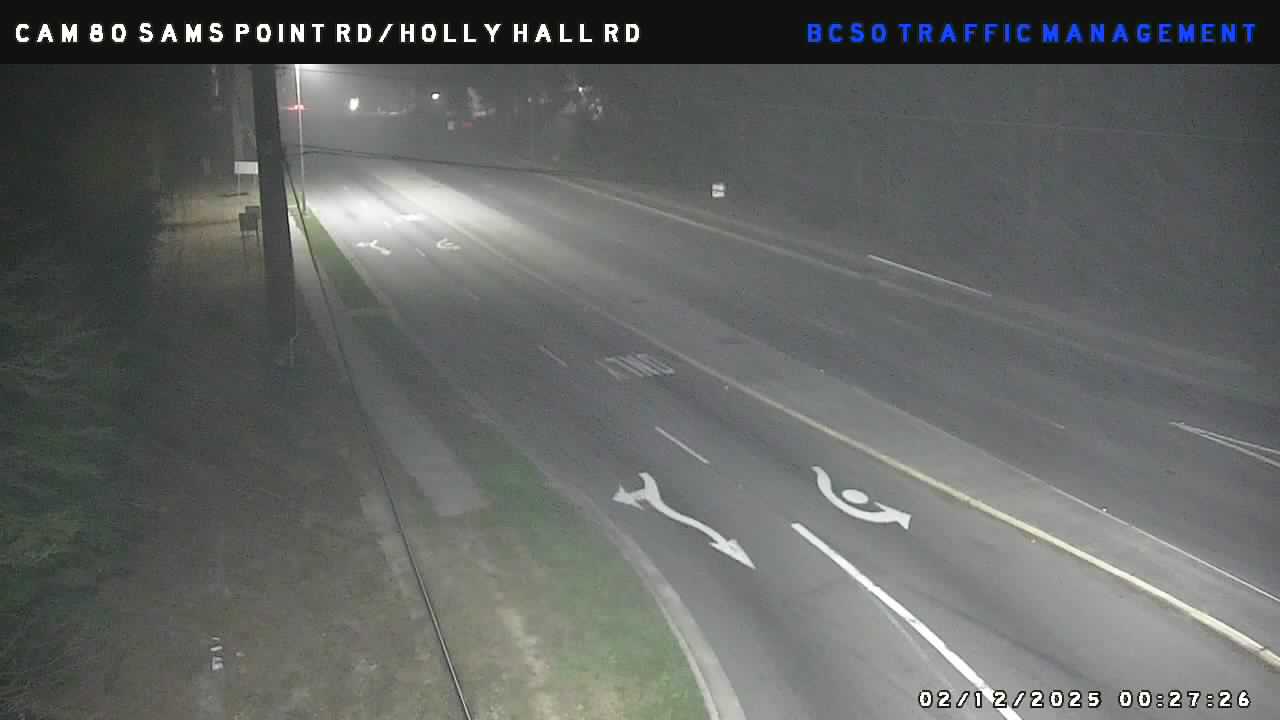 CAM 80 SAMS POINT RD/HOLLY HALL RD
BCSO TRAFFIC MANAGEMENT
ONLY
02/12/2025 00:27:26